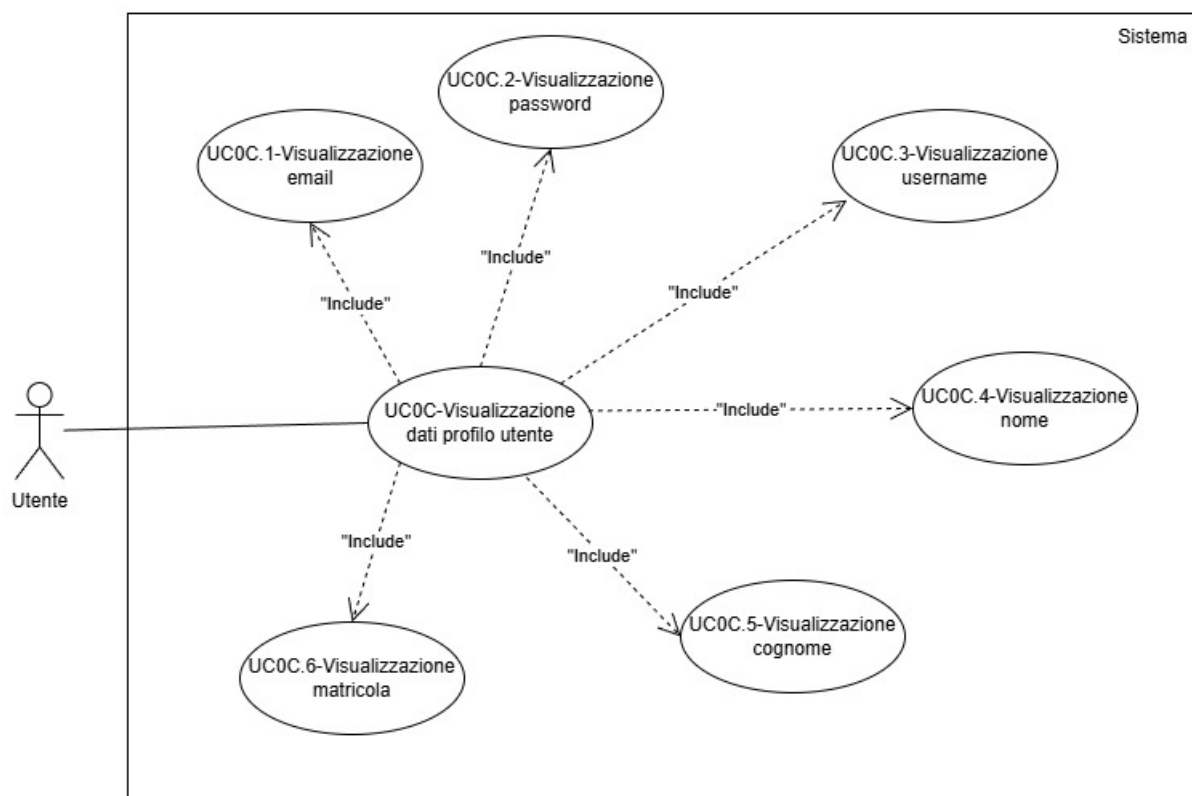 Sistema
UC0C.2-Visualizzazione
password
UC0C.1-Visualizzazione
email
UC0C.3-Visualizzazione
username
"Include"
"Include"
"Include"
"Include"
UC0C-Visualizzazione
dati profilo utente
"Include"
UC0C.4-Visualizzazione
nome
Utente
"Include"
"Include"
UC0C.5-Visualizzazione
cognome
UC0C.6-Visualizzazione
matricola